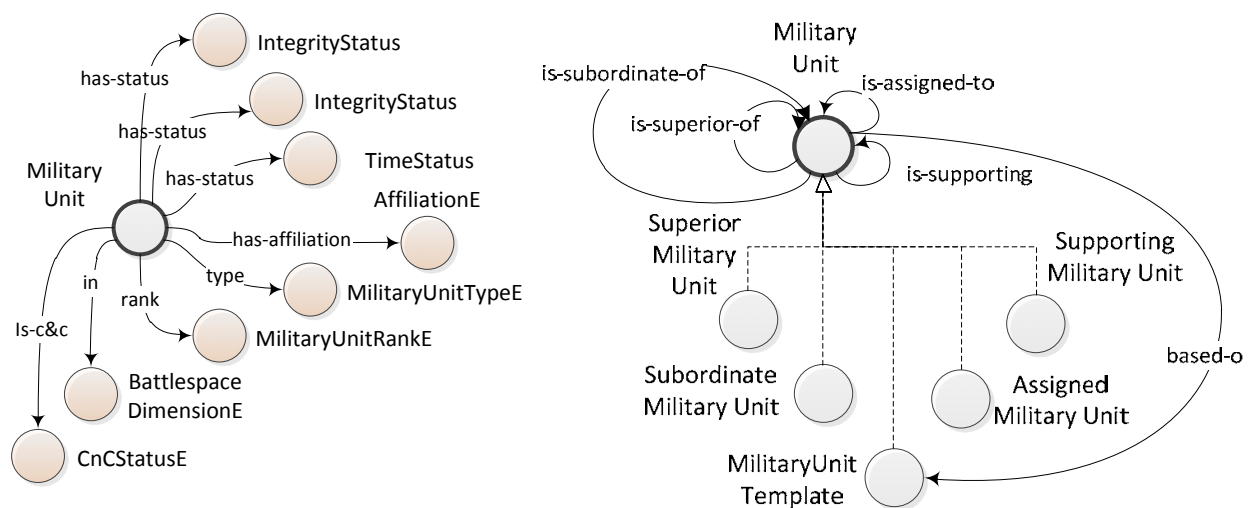 IntegrityStatus
has-status
IntegrityStatus
has-status
TimeStatus
has-status
Military
Unit
AffiliationE
has-affiliation
type
MilitaryUnitTypeE
in
rank
Is-c&c
MilitaryUnitRankE
Battlespace
DimensionE
CnCStatusE
Military
Unit
is-subordinate-of
is-assigned-to
is-superior-of
is-supporting
Superior
Military
Unit
Supporting
Military Unit
based-o
Subordinate
Military Unit
Assigned
Military Unit
MilitaryUnit
Template